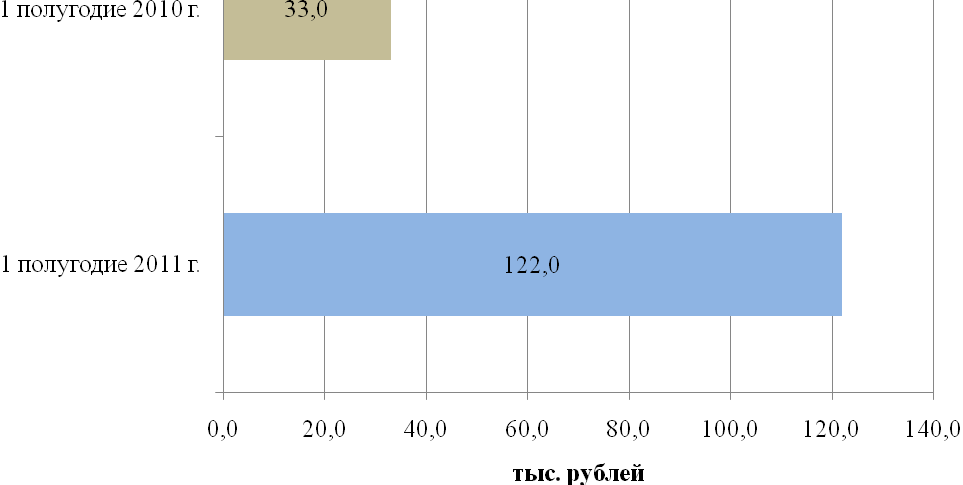 1 полугодие 2010 г.
33,0
1 полугодие 2011 г.
122,0
0,0 20,0 40,0 60,0 80,0 100,0 120,0 140,0
тыс. рублей